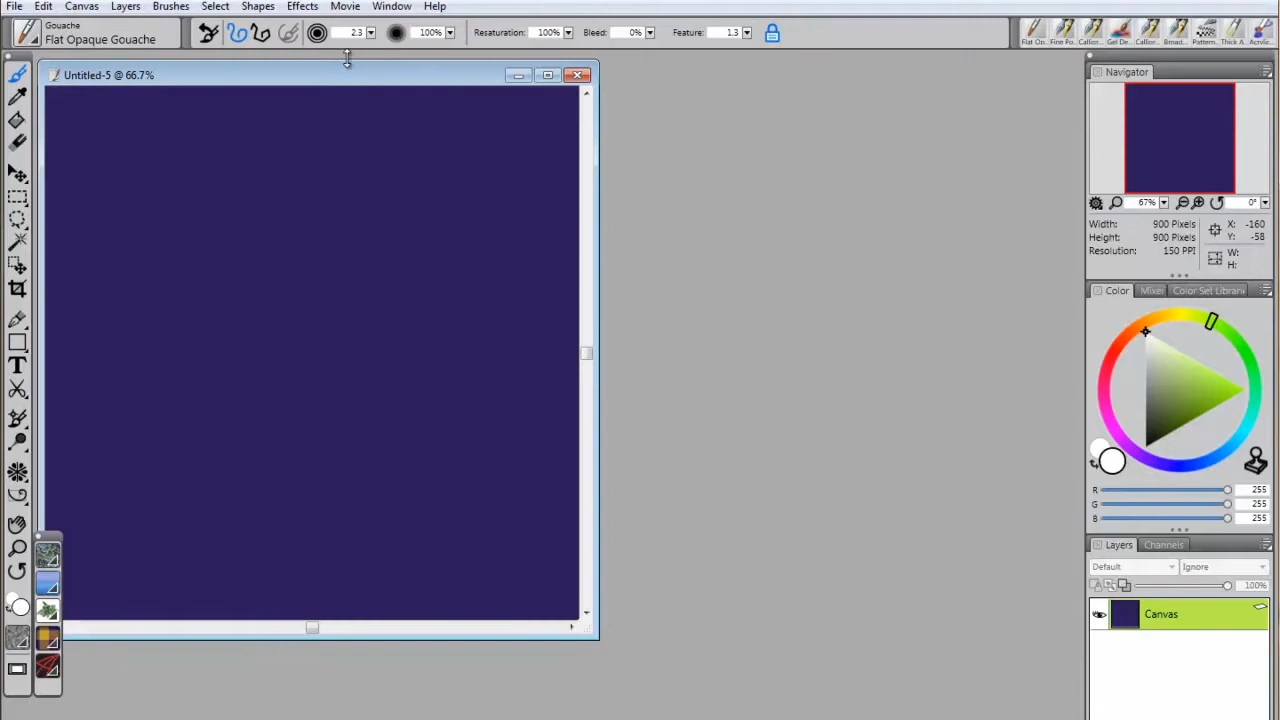 File Edit Canvas Layers Brushes Select Shapes Effects Movie Window Help
Gouache
Flat Opaque Gouache
2.3 100% Resaturation: 100% Bleed: 0% Feature: 1.3
Flat Op... Fine Po... Calligr... Gel De... Calligr... Broad... Pattern... Thick A... Acrylic...
Untitled-5 @ 66.7%
Navigator
67% 0°
Width: 900 Pixels X: -160
Height: 900 Pixels Y: -58
Resolution: 150 PPI W:
H:
Color Mixer Color Set Librari
R 255
G 255
B 255
Layers Channels
Default Ignore
100%
Canvas
T